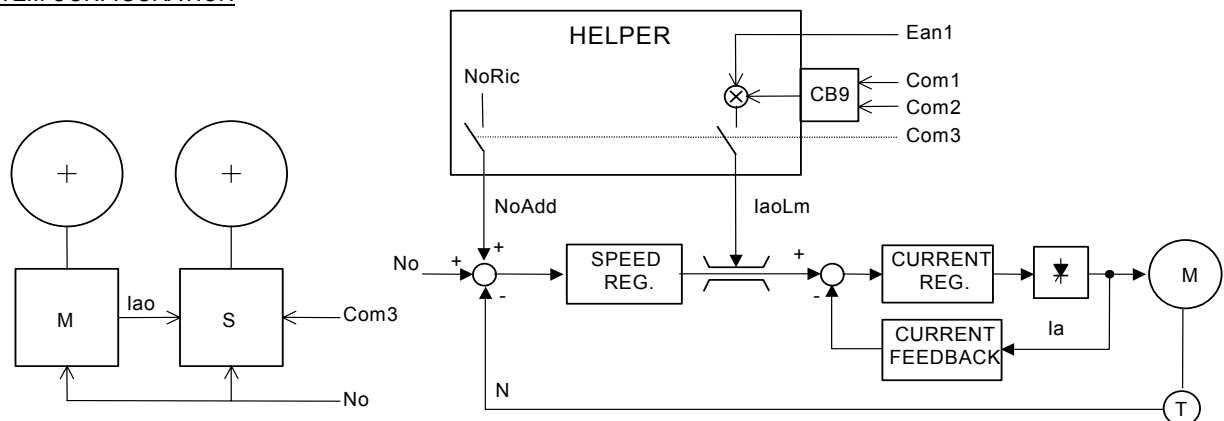 HELPER
Ean1
NoRic
CB9
Com1
Com2
Com3
NoAdd
IaoLm
No
+
+
-
SPEED
REG.
+
-
CURRENT
REG.
M
CURRENT
FEEDBACK
Ia
N
T
+
+
M
Iao
S
Com3
No